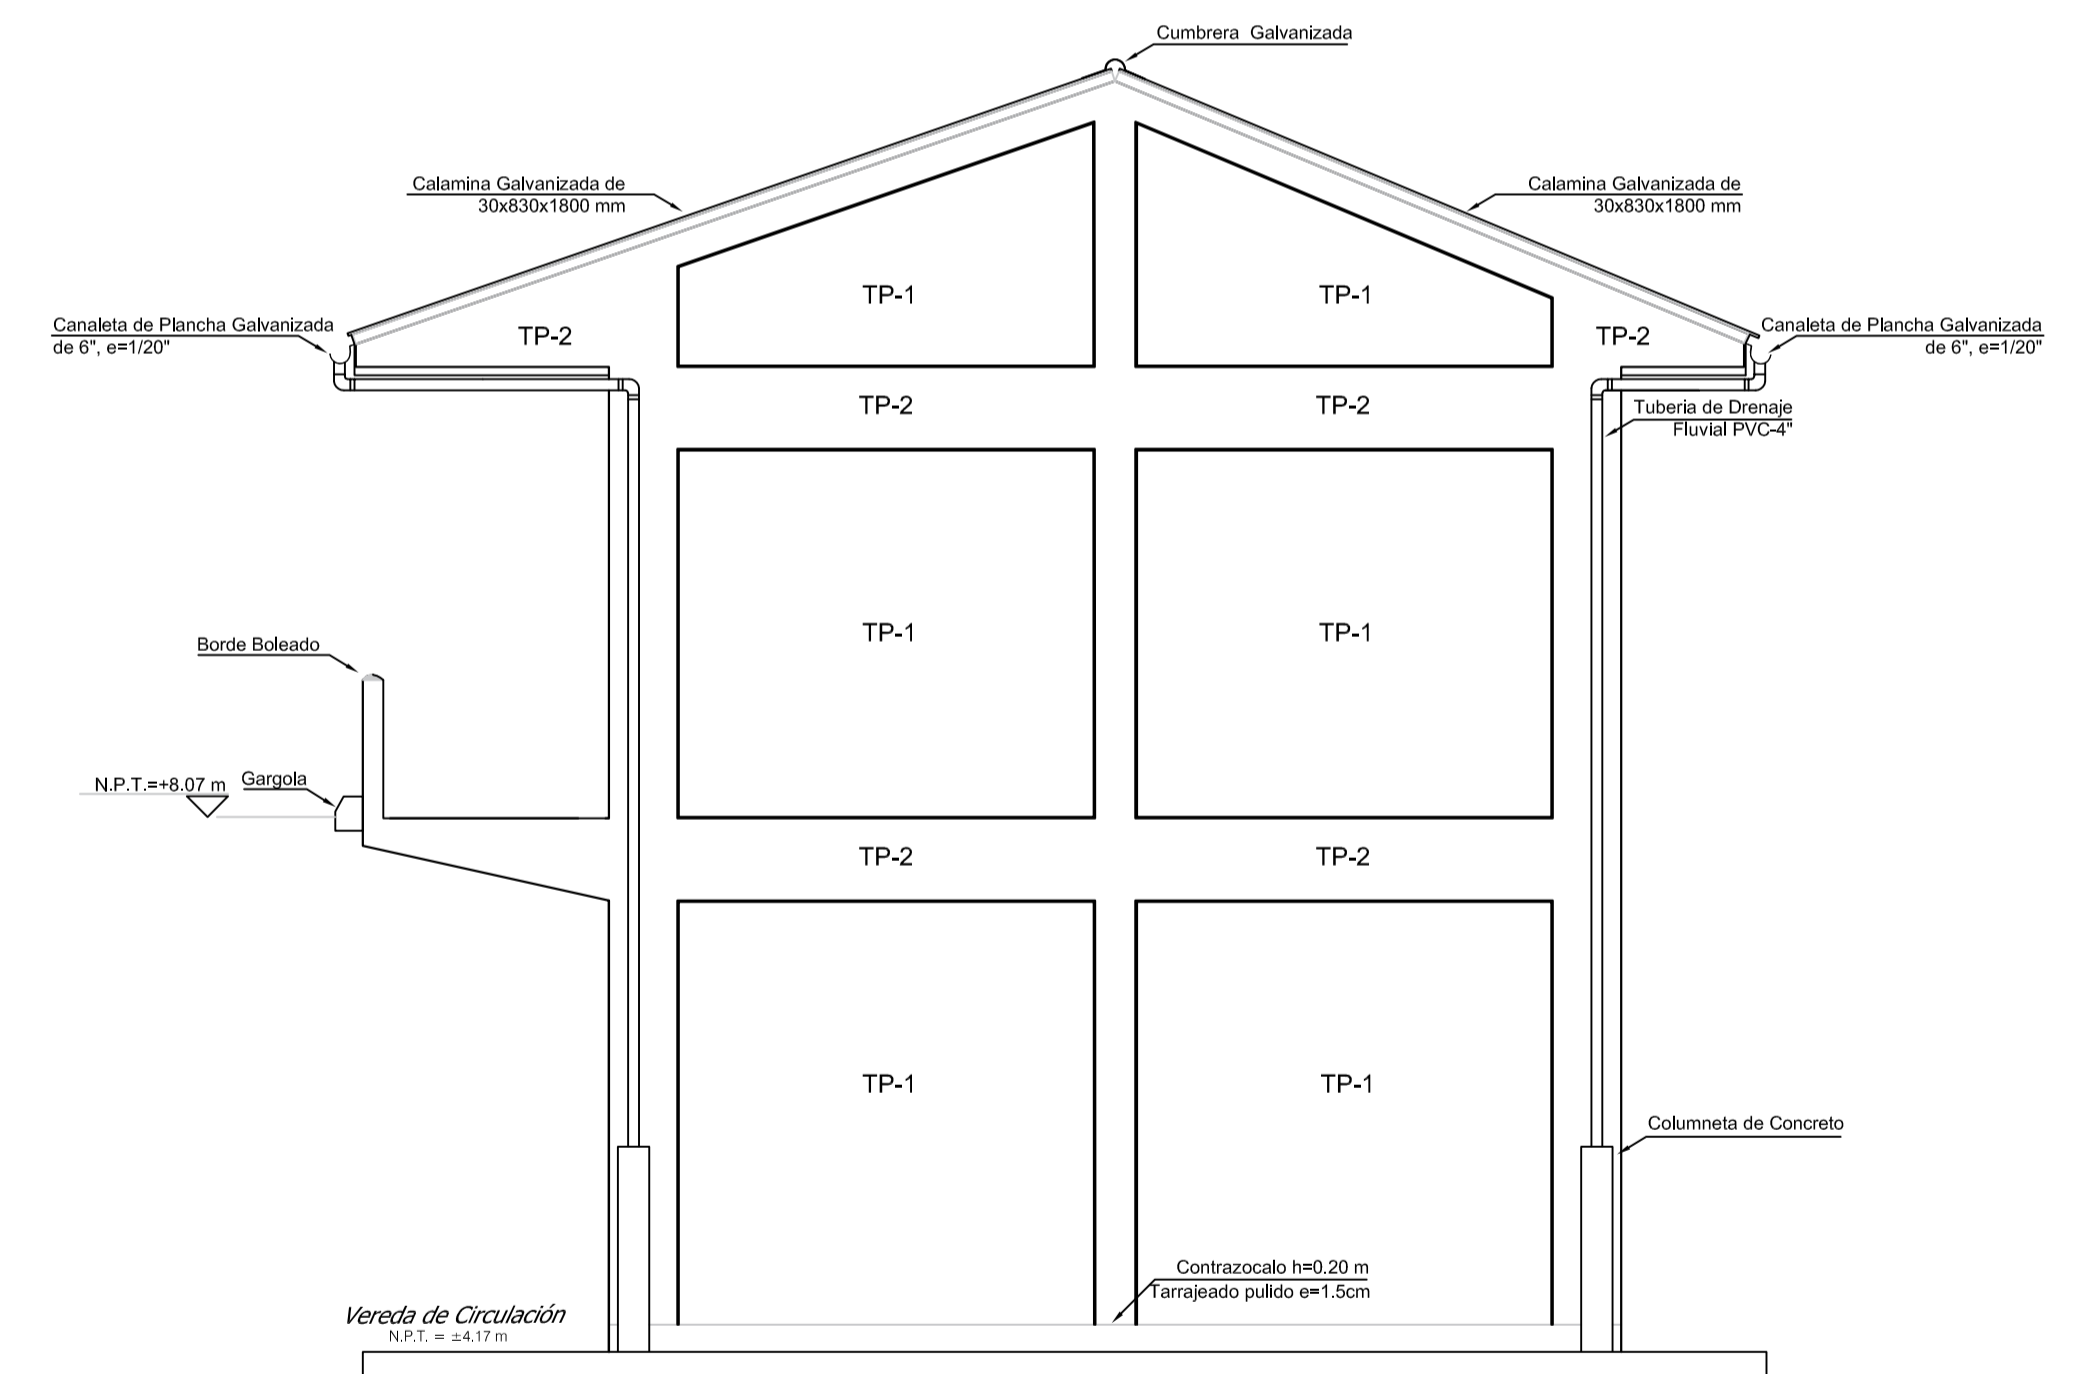 Cumbrera Galvanizada
Calamina Galvanizada de
30x830x1800 mm
Calamina Galvanizada de
30x830x1800 mm
TP-1
TP-1
Canaleta de Plancha Galvanizada
de 6", e=1/20"
TP-2
TP-2
Canaleta de Plancha Galvanizada
de 6", e=1/20"
TP-2
TP-2
Tuberia de Drenaje
Fluvial PVC-4"
TP-1
TP-1
Borde Boleado
N.P.T.=+8.07 m
Gargola
TP-2
TP-2
TP-1
TP-1
Columneta de Concreto
Contrazocalo h=0.20 m
Tarrajeado pulido e=1.5cm
Vereda de Circulación
N.P.T. = ±4.17 m